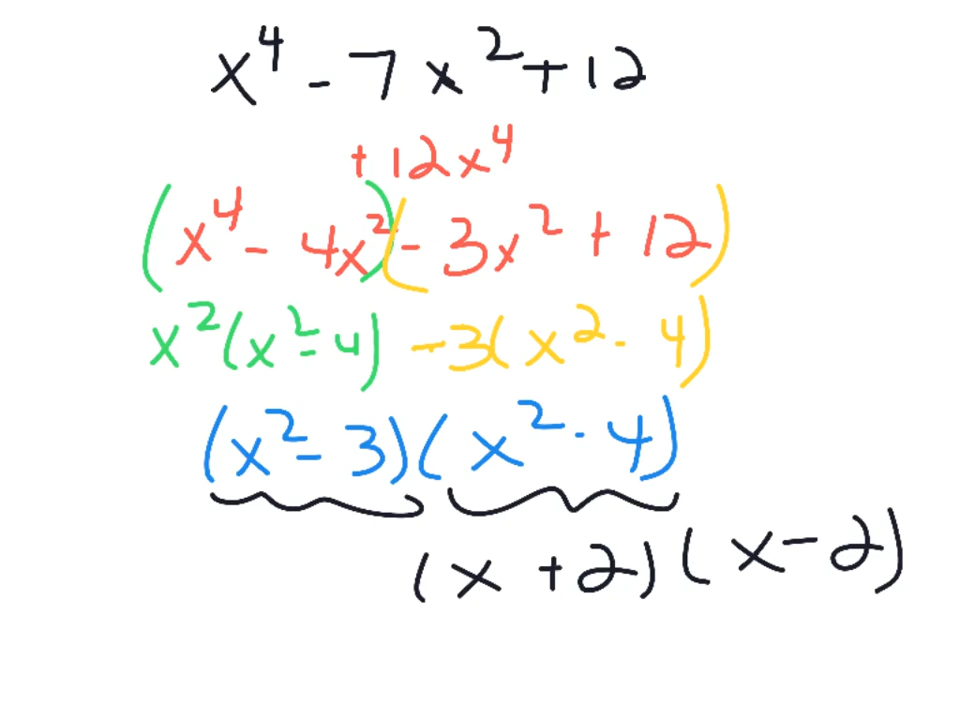 x⁴ - 7x² + 12
+ 12x⁴
(x⁴ - 4x²)(- 3x² + 12)
x²(x² - 4) - 3(x² - 4)
(x² - 3)(x² - 4)
(x + 2)(x - 2)